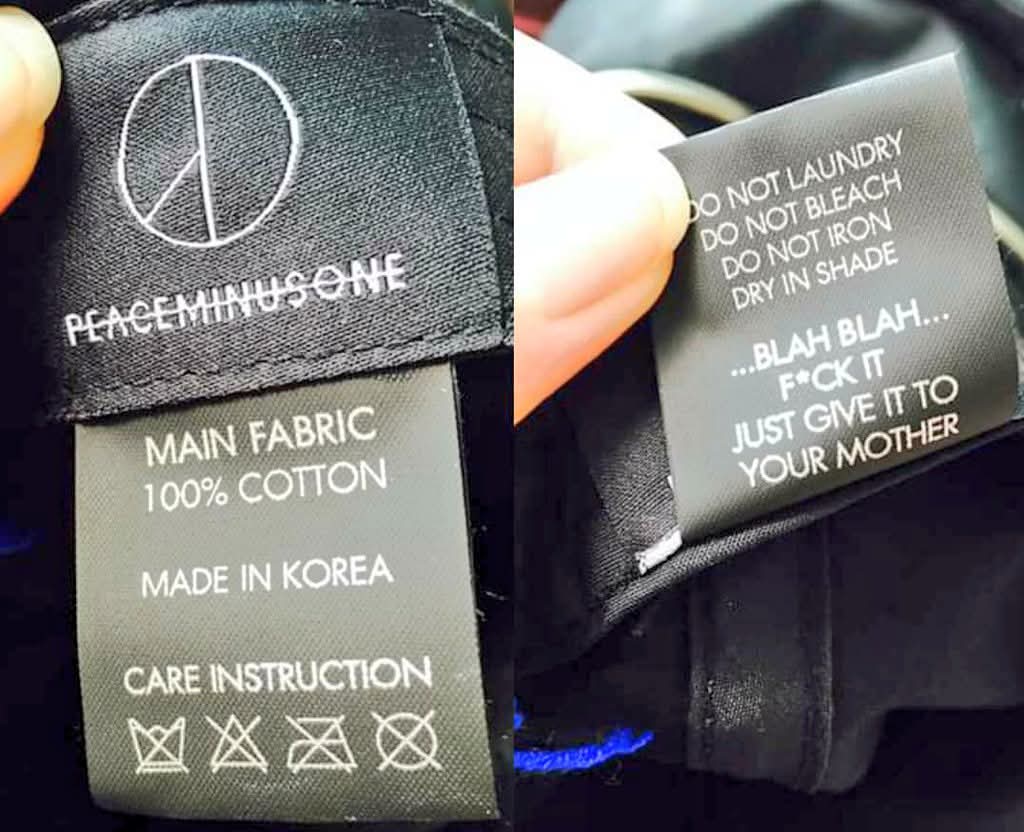 PEACEMINUSONE
MAIN FABRIC
100% COTTON
MADE IN KOREA
CARE INSTRUCTION
DO NOT LAUNDRY
DO NOT BLEACH
DO NOT IRON
DRY IN SHADE
...BLAH BLAH...
F*CK IT
JUST GIVE IT TO
YOUR MOTHER